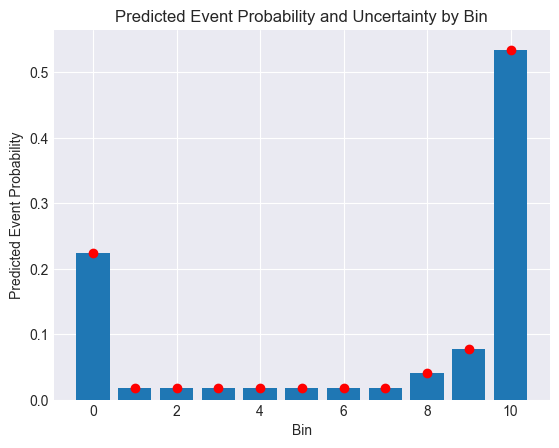 Predicted Event Probability and Uncertainty by Bin
Predicted Event Probability
0.5
0.4
0.3
0.2
0.1
0.0
0 2 4 6 8 10
Bin